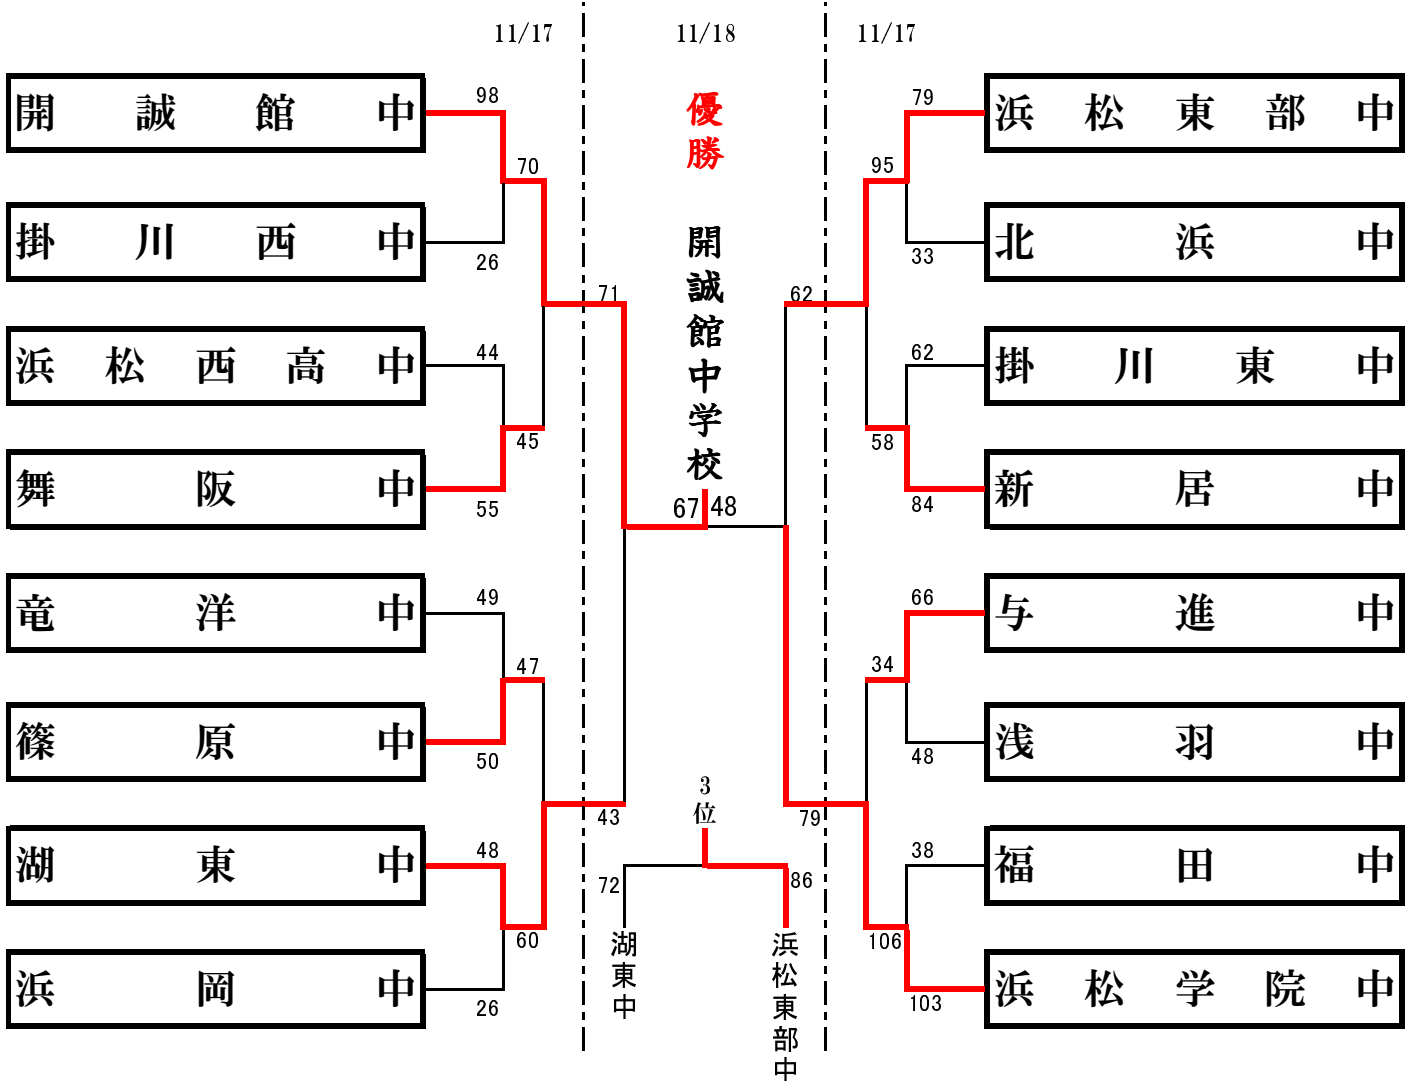 11/17
11/18
11/17
開誠館中
98
70
掛川西中
26
71
浜松西高中
44
45
舞阪中
55
竜洋中
49
47
篠原中
50
43
湖東中
48
60
浜岡中
26
優勝
開誠館中学校
67
48
3位
72
86
湖東中
浜松東部中
79
浜松東部中
95
北浜中
33
62
62
掛川東中
58
新居中
84
66
与進中
34
浅羽中
48
79
38
福田中
106
浜松学院中
103